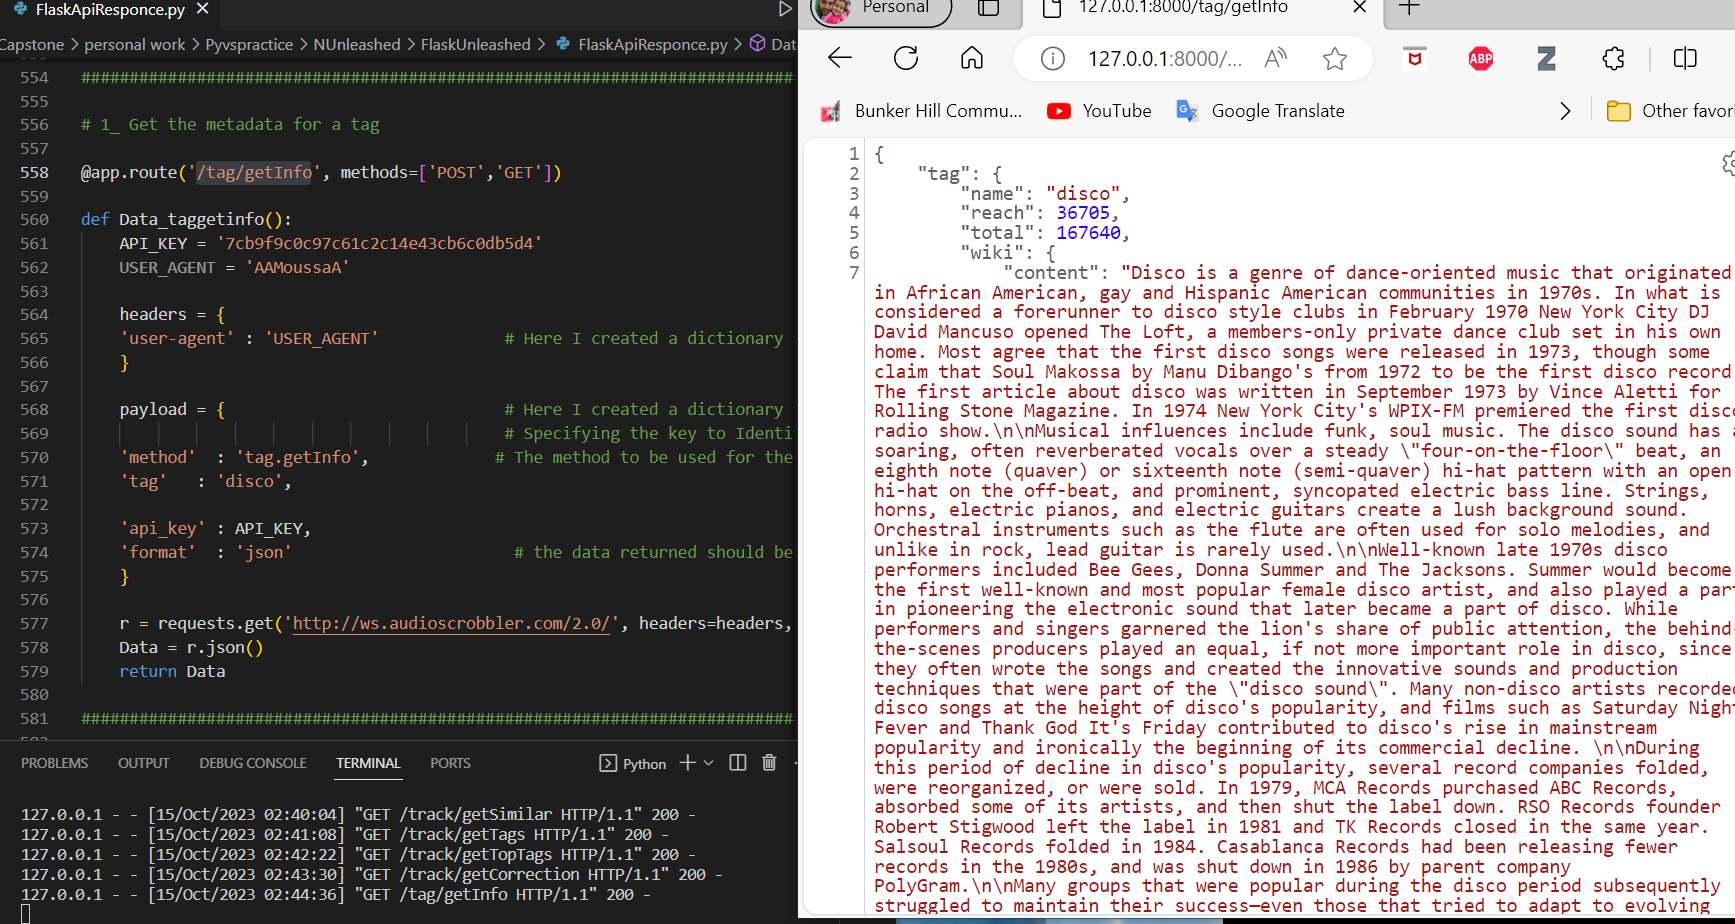 FlaskApiResponce.py
Capstone > personal work > Pyvspractice > NUnleashed > FlaskUnleashed > FlaskApiResponce.py > Dat
554 ####################################################################
555
556 # 1_ Get the metadata for a tag
557
558 @app.route('/tag/getInfo', methods=['POST','GET'])
559
560 def Data_taggetinfo():
561 API_KEY = '7cb9f9c0c97c61c2c14e43cb6c0db5d4'
562 USER_AGENT = 'AAMoussaA'
563
564 headers = {
565 'user-agent' : 'USER_AGENT' # Here I created a dictionary
566 }
567
568 payload = { # Here I created a dictionary
569 # Specifying the key to Identi
570 'method' : 'tag.getInfo', # The method to be used for the
571 'tag' : 'disco',
572
573 'api_key' : API_KEY,
574 'format' : 'json' # the data returned should be
575 }
576
577 r = requests.get('http://ws.audioscrobbler.com/2.0/', headers=headers,
578 Data = r.json()
579 return Data
580
581 ####################################################################
PROBLEMS OUTPUT DEBUG CONSOLE TERMINAL PORTS Python
127.0.0.1 - - [15/Oct/2023 02:40:04] "GET /track/getSimilar HTTP/1.1" 200 -
127.0.0.1 - - [15/Oct/2023 02:41:08] "GET /track/getTags HTTP/1.1" 200 -
127.0.0.1 - - [15/Oct/2023 02:42:22] "GET /track/getTopTags HTTP/1.1" 200 -
127.0.0.1 - - [15/Oct/2023 02:43:30] "GET /track/getCorrection HTTP/1.1" 200 -
127.0.0.1 - - [15/Oct/2023 02:44:36] "GET /tag/getInfo HTTP/1.1" 200 -
Personal 127.0.0.1:8000/tag/getInfo
127.0.0.1:8000/... ABP
Bunker Hill Commu... YouTube Google Translate Other favor
1 {
2 "tag": {
3 "name": "disco",
4 "reach": 36705,
5 "total": 167640,
6 "wiki": {
7 "content": "Disco is a genre of dance-oriented music that originated
in African American, gay and Hispanic American communities in 1970s. In what is
considered a forerunner to disco style clubs in February 1970 New York City DJ
David Mancuso opened The Loft, a members-only private dance club set in his own
home. Most agree that the first disco songs were released in 1973, though some
claim that Soul Makossa by Manu Dibango's from 1972 to be the first disco record
The first article about disco was written in September 1973 by Vince Aletti for
Rolling Stone Magazine. In 1974 New York City's WPIX-FM premiered the first disc
radio show.\n\nMusical influences include funk, soul music. The disco sound has a
soaring, often reverberated vocals over a steady \"four-on-the-floor\" beat, an
eighth note (quaver) or sixteenth note (semi-quaver) hi-hat pattern with an open
hi-hat on the off-beat, and prominent, syncopated electric bass line. Strings,
horns, electric pianos, and electric guitars create a lush background sound.
Orchestral instruments such as the flute are often used for solo melodies, and
unlike in rock, lead guitar is rarely used.\n\nWell-known late 1970s disco
performers included Bee Gees, Donna Summer and The Jacksons. Summer would become
the first well-known and most popular female disco artist, and also played a par
in pioneering the electronic sound that later became a part of disco. While
performers and singers garnered the lion's share of public attention, the behind-
the-scenes producers played an equal, if not more important role in disco, since
they often wrote the songs and created the innovative sounds and production
techniques that were part of the \"disco sound\". Many non-disco artists recorde
disco songs at the height of disco's popularity, and films such as Saturday Nigh
Fever and Thank God It's Friday contributed to disco's rise in mainstream
popularity and ironically the beginning of its commercial decline. \n\nDuring
this period of decline in disco's popularity, several record companies folded,
were reorganized, or were sold. In 1979, MCA Records purchased ABC Records,
absorbed some of its artists, and then shut the label down. RSO Records founder
Robert Stigwood left the label in 1981 and TK Records closed in the same year.
Salsoul Records folded in 1984. Casablanca Records had been releasing fewer
records in the 1980s, and was shut down in 1986 by parent company
PolyGram.\n\nMany groups that were popular during the disco period subsequently
struggled to maintain their success—even those that tried to adapt to evolving